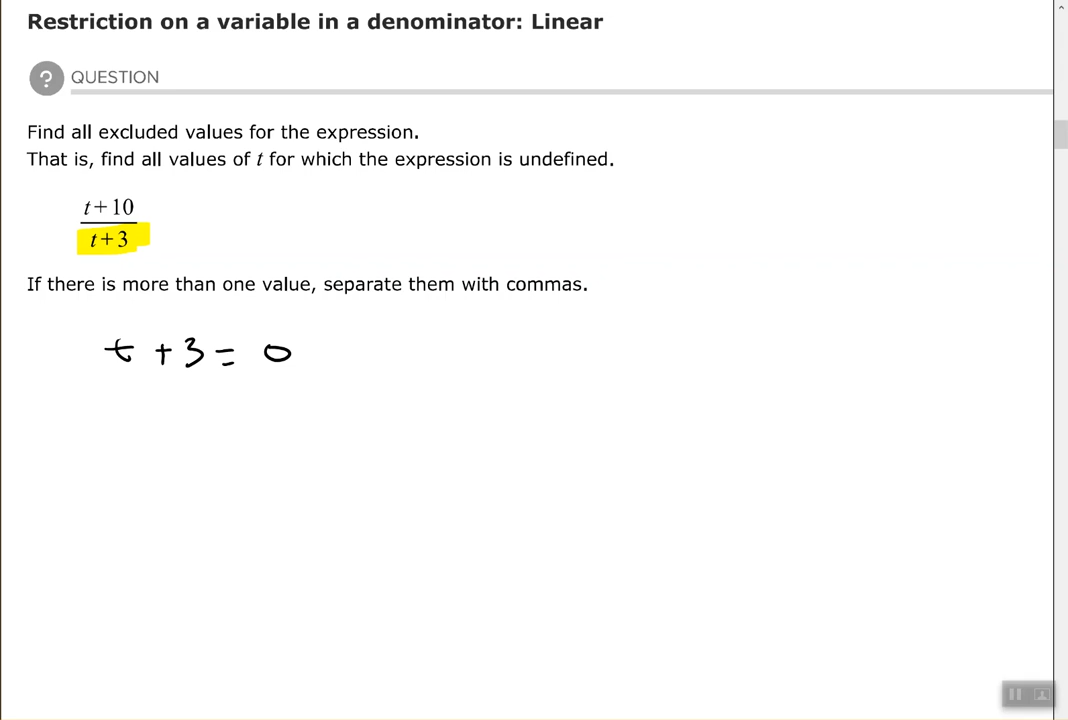 Restriction on a variable in a denominator: Linear
? QUESTION
Find all excluded values for the expression.
That is, find all values of t for which the expression is undefined.
t + 10
t + 3
If there is more than one value, separate them with commas.
t + 3 = 0